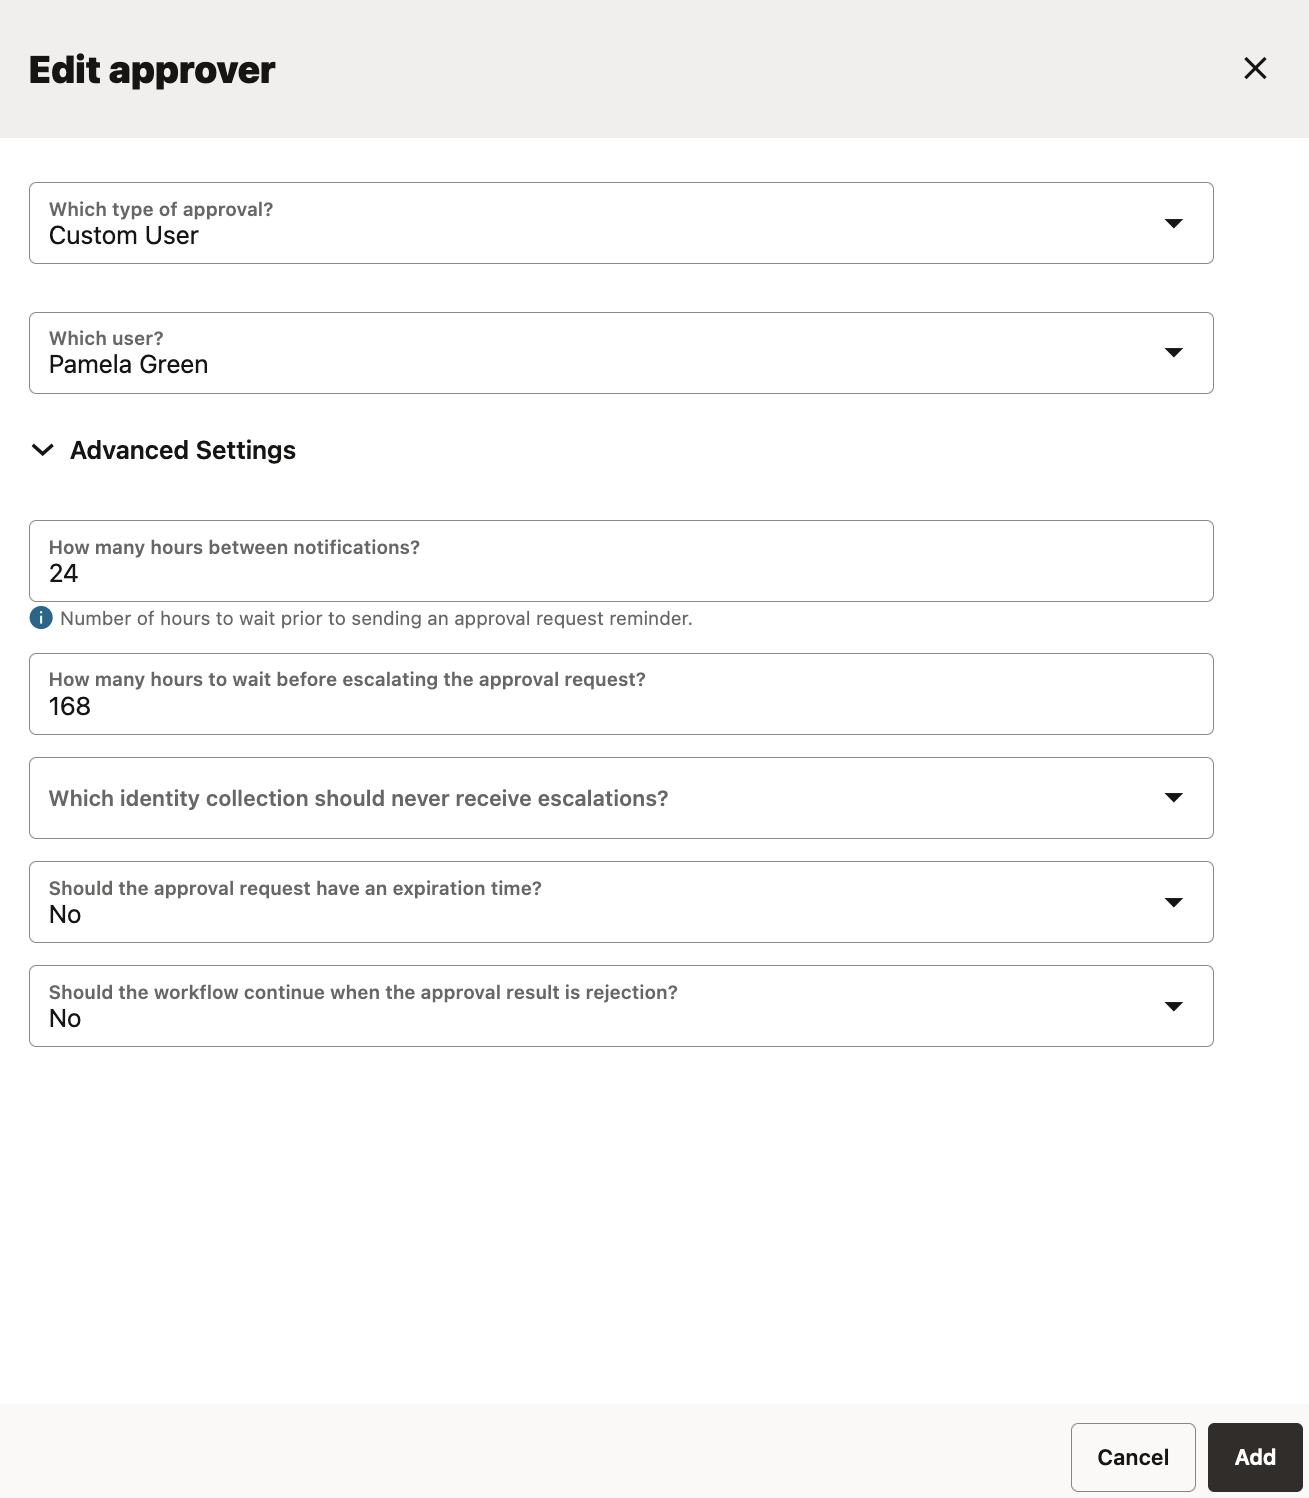 Edit approver
Which type of approval?
Custom User
Which user?
Pamela Green
Advanced Settings
How many hours between notifications?
24
Number of hours to wait prior to sending an approval request reminder.
How many hours to wait before escalating the approval request?
168
Which identity collection should never receive escalations?
Should the approval request have an expiration time?
No
Should the workflow continue when the approval result is rejection?
No
Cancel
Add